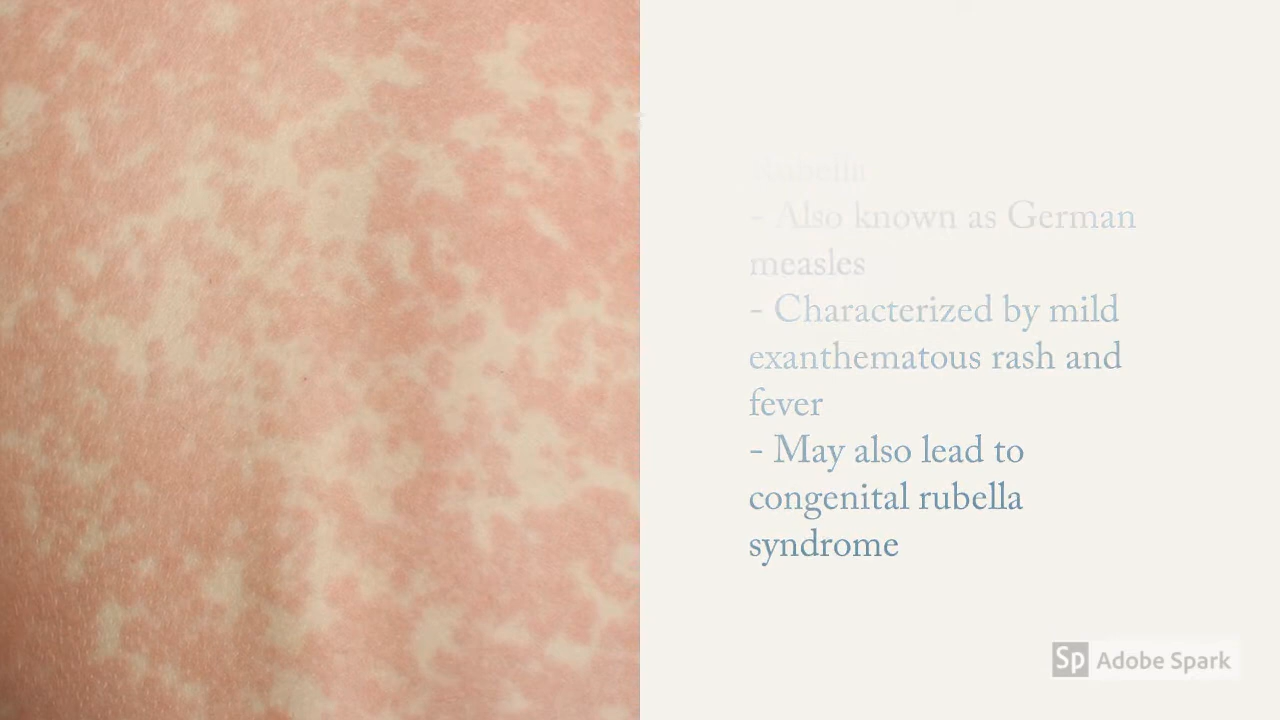 Rubella
- Also known as German
measles
- Characterized by mild
exanthematous rash and
fever
- May also lead to
congenital rubella
syndrome
Sp Adobe Spark